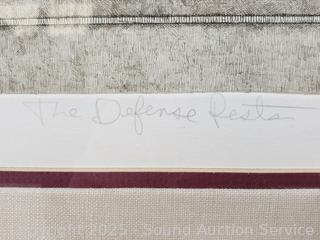 The Defense Rests
Copyright 2025 - Sound Auction Service